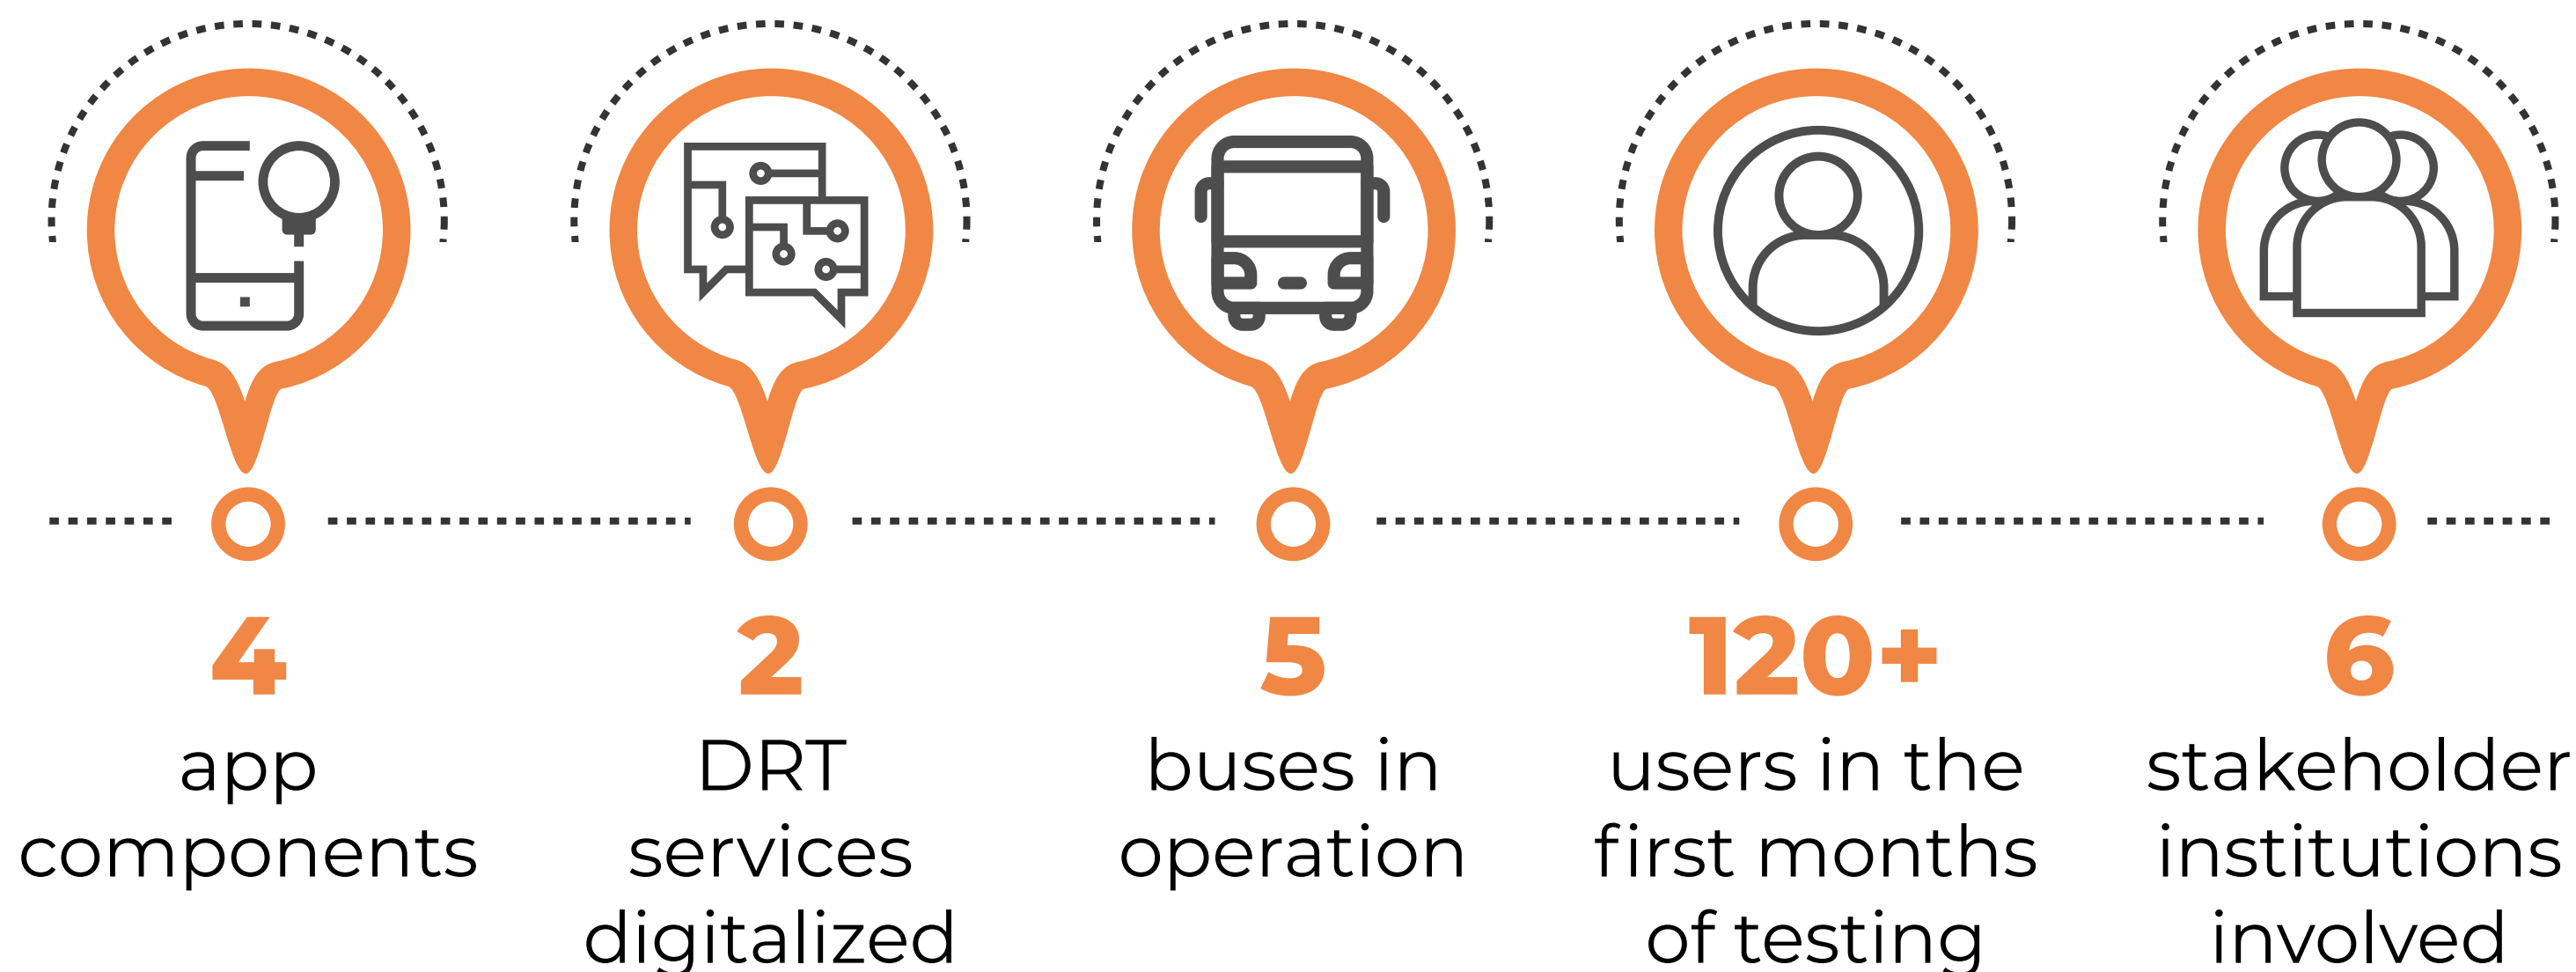 4
app
components
2
DRT
services
digitalized
5
buses in
operation
120+
users in the
first months
of testing
6
stakeholder
institutions
involved